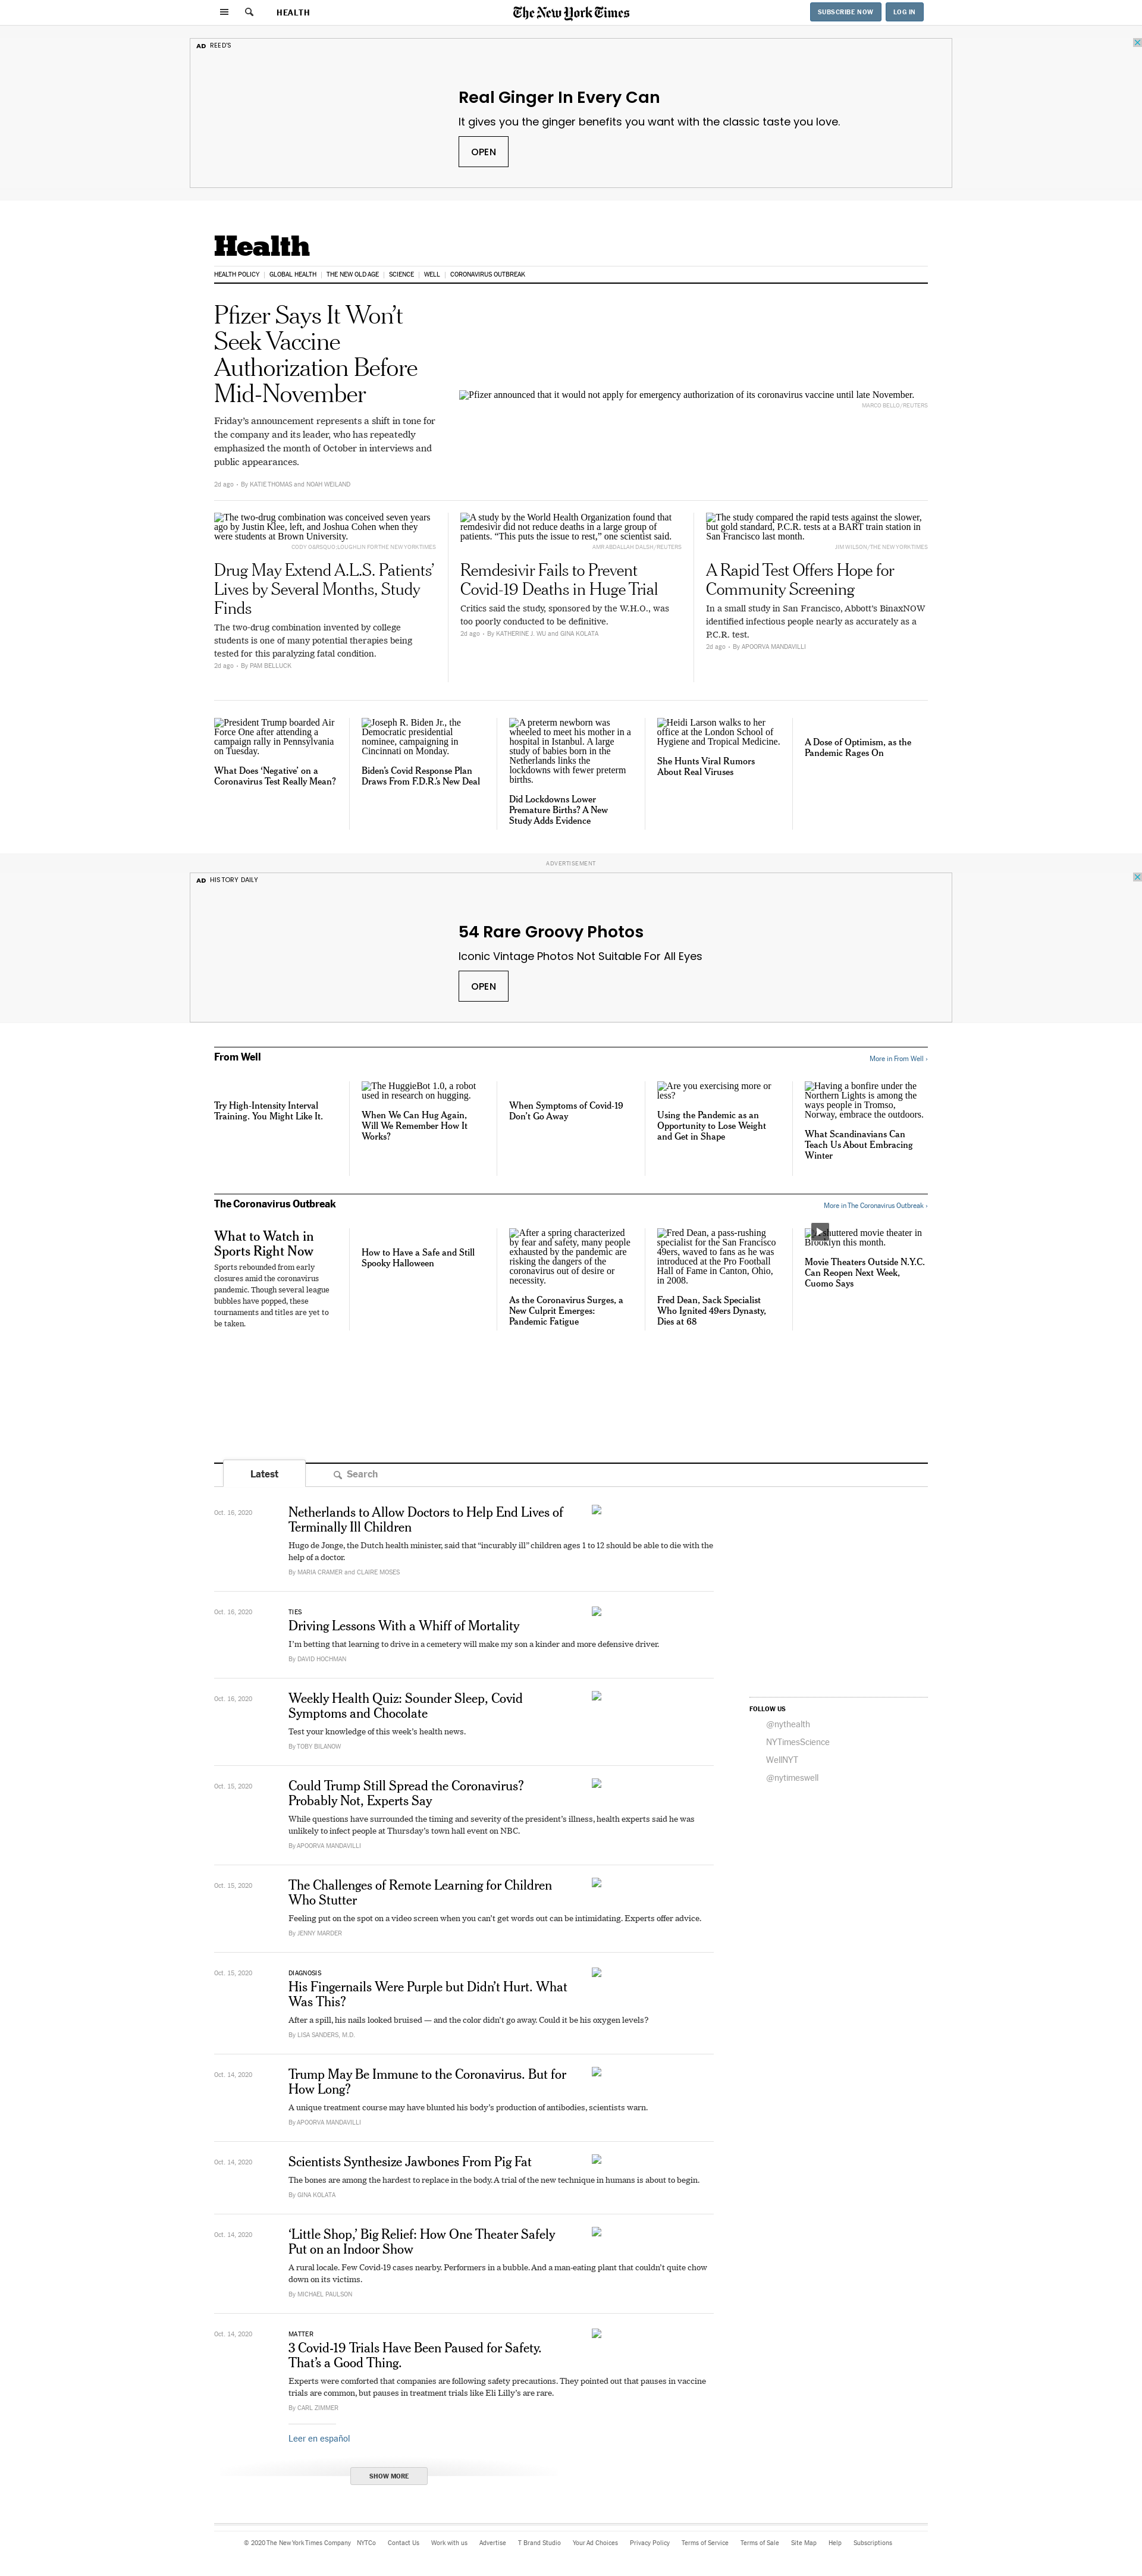 HEALTH
The New York Times
SUBSCRIBE NOW
LOG IN
AD REED'S
Real Ginger In Every Can
It gives you the ginger benefits you want with the classic taste you love.
OPEN
Health
HEALTH POLICY | GLOBAL HEALTH | THE NEW OLD AGE | SCIENCE | WELL | CORONAVIRUS OUTBREAK
Pfizer Says It Won’t
Seek Vaccine
Authorization Before
Mid-November
Friday’s announcement represents a shift in tone for
the company and its leader, who has repeatedly
emphasized the month of October in interviews and
public appearances.
2d ago • By KATIE THOMAS and NOAH WEILAND
Pfizer announced that it would not apply for emergency authorization of its coronavirus vaccine until late November.
MARCO BELLO/REUTERS
The two-drug combination was conceived seven years
ago by Justin Klee, left, and Joshua Cohen when they
were students at Brown University.
CODY O&RSQUO;LOUGHLIN FOR THE NEW YORK TIMES
Drug May Extend A.L.S. Patients’
Lives by Several Months, Study
Finds
The two-drug combination invented by college
students is one of many potential therapies being
tested for this paralyzing fatal condition.
2d ago • By PAM BELLUCK
A study by the World Health Organization found that
remdesivir did not reduce deaths in a large group of
patients. “This puts the issue to rest,” one scientist said.
AMR ABDALLAH DALSH/REUTERS
Remdesivir Fails to Prevent
Covid-19 Deaths in Huge Trial
Critics said the study, sponsored by the W.H.O., was
too poorly conducted to be definitive.
2d ago • By KATHERINE J. WU and GINA KOLATA
The study compared the rapid tests against the slower,
but gold standard, P.C.R. tests at a BART train station in
San Francisco last month.
JIM WILSON/THE NEW YORK TIMES
A Rapid Test Offers Hope for
Community Screening
In a small study in San Francisco, Abbott’s BinaxNOW
identified infectious people nearly as accurately as a
P.C.R. test.
2d ago • By APOORVA MANDAVILLI
President Trump boarded Air
Force One after attending a
campaign rally in Pennsylvania
on Tuesday.
What Does ‘Negative’ on a
Coronavirus Test Really Mean?
Joseph R. Biden Jr., the
Democratic presidential
nominee, campaigning in
Cincinnati on Monday.
Biden’s Covid Response Plan
Draws From F.D.R.’s New Deal
A preterm newborn was
wheeled to meet his mother in a
hospital in Istanbul. A large
study of babies born in the
Netherlands links the
lockdowns with fewer preterm
births.
Did Lockdowns Lower
Premature Births? A New
Study Adds Evidence
Heidi Larson walks to her
office at the London School of
Hygiene and Tropical Medicine.
She Hunts Viral Rumors
About Real Viruses
A Dose of Optimism, as the
Pandemic Rages On
ADVERTISEMENT
AD HISTORY DAILY
54 Rare Groovy Photos
Iconic Vintage Photos Not Suitable For All Eyes
OPEN
From Well
More in From Well ›
Try High-Intensity Interval
Training. You Might Like It.
The HuggieBot 1.0, a robot
used in research on hugging.
When We Can Hug Again,
Will We Remember How It
Works?
When Symptoms of Covid-19
Don’t Go Away
Are you exercising more or
less?
Using the Pandemic as an
Opportunity to Lose Weight
and Get in Shape
Having a bonfire under the
Northern Lights is among the
ways people in Tromso,
Norway, embrace the outdoors.
What Scandinavians Can
Teach Us About Embracing
Winter
The Coronavirus Outbreak
More in The Coronavirus Outbreak ›
What to Watch in
Sports Right Now
Sports rebounded from early
closures amid the coronavirus
pandemic. Though several league
bubbles have popped, these
tournaments and titles are yet to
be taken.
How to Have a Safe and Still
Spooky Halloween
After a spring characterized
by fear and safety, many people
exhausted by the pandemic are
risking the dangers of the
coronavirus out of desire or
necessity.
As the Coronavirus Surges, a
New Culprit Emerges:
Pandemic Fatigue
Fred Dean, a pass-rushing
specialist for the San Francisco
49ers, waved to fans as he was
introduced at the Pro Football
Hall of Fame in Canton, Ohio,
in 2008.
Fred Dean, Sack Specialist
Who Ignited 49ers Dynasty,
Dies at 68
movie theater in
Brooklyn this month.
Movie Theaters Outside N.Y.C.
Can Reopen Next Week,
Cuomo Says
Latest
Search
Oct. 16, 2020
Netherlands to Allow Doctors to Help End Lives of
Terminally Ill Children
Hugo de Jonge, the Dutch health minister, said that “incurably ill” children ages 1 to 12 should be able to die with the
help of a doctor.
By MARIA CRAMER and CLAIRE MOSES
Oct. 16, 2020
TIES
Driving Lessons With a Whiff of Mortality
I’m betting that learning to drive in a cemetery will make my son a kinder and more defensive driver.
By DAVID HOCHMAN
Oct. 16, 2020
Weekly Health Quiz: Sounder Sleep, Covid
Symptoms and Chocolate
Test your knowledge of this week’s health news.
By TOBY BILANOW
FOLLOW US
@nythealth
NYTimesScience
WellNYT
@nytimeswell
Oct. 15, 2020
Could Trump Still Spread the Coronavirus?
Probably Not, Experts Say
While questions have surrounded the timing and severity of the president’s illness, health experts said he was
unlikely to infect people at Thursday’s town hall event on NBC.
By APOORVA MANDAVILLI
Oct. 15, 2020
The Challenges of Remote Learning for Children
Who Stutter
Feeling put on the spot on a video screen when you can’t get words out can be intimidating. Experts offer advice.
By JENNY MARDER
Oct. 15, 2020
DIAGNOSIS
His Fingernails Were Purple but Didn’t Hurt. What
Was This?
After a spill, his nails looked bruised — and the color didn’t go away. Could it be his oxygen levels?
By LISA SANDERS, M.D.
Oct. 14, 2020
Trump May Be Immune to the Coronavirus. But for
How Long?
A unique treatment course may have blunted his body’s production of antibodies, scientists warn.
By APOORVA MANDAVILLI
Oct. 14, 2020
Scientists Synthesize Jawbones From Pig Fat
The bones are among the hardest to replace in the body. A trial of the new technique in humans is about to begin.
By GINA KOLATA
Oct. 14, 2020
‘Little Shop,’ Big Relief: How One Theater Safely
Put on an Indoor Show
A rural locale. Few Covid-19 cases nearby. Performers in a bubble. And a man-eating plant that couldn’t quite chow
down on its victims.
By MICHAEL PAULSON
Oct. 14, 2020
MATTER
3 Covid-19 Trials Have Been Paused for Safety.
That’s a Good Thing.
Experts were comforted that companies are following safety precautions. They pointed out that pauses in vaccine
trials are common, but pauses in treatment trials like Eli Lilly’s are rare.
By CARL ZIMMER
Leer en español
SHOW MORE
© 2020 The New York Times Company NYTCo Contact Us Work with us Advertise T Brand Studio Your Ad Choices Privacy Policy Terms of Service Terms of Sale Site Map Help Subscriptions